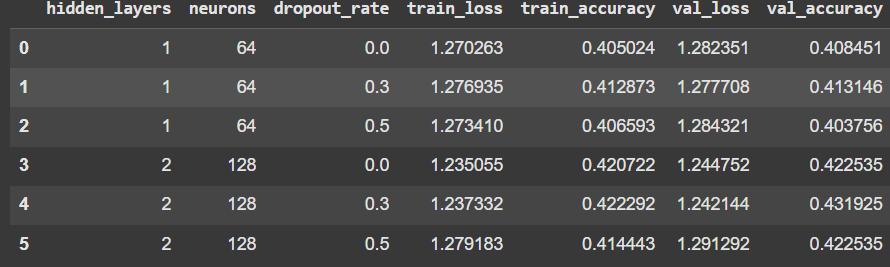 hidden_layers neurons dropout_rate train_loss train_accuracy val_loss val_accuracy
0 1 64 0.0 1.270263 0.405024 1.282351 0.408451
1 1 64 0.3 1.276935 0.412873 1.277708 0.413146
2 1 64 0.5 1.273410 0.406593 1.284321 0.403756
3 2 128 0.0 1.235055 0.420722 1.244752 0.422535
4 2 128 0.3 1.237332 0.422292 1.242144 0.431925
5 2 128 0.5 1.279183 0.414443 1.291292 0.422535